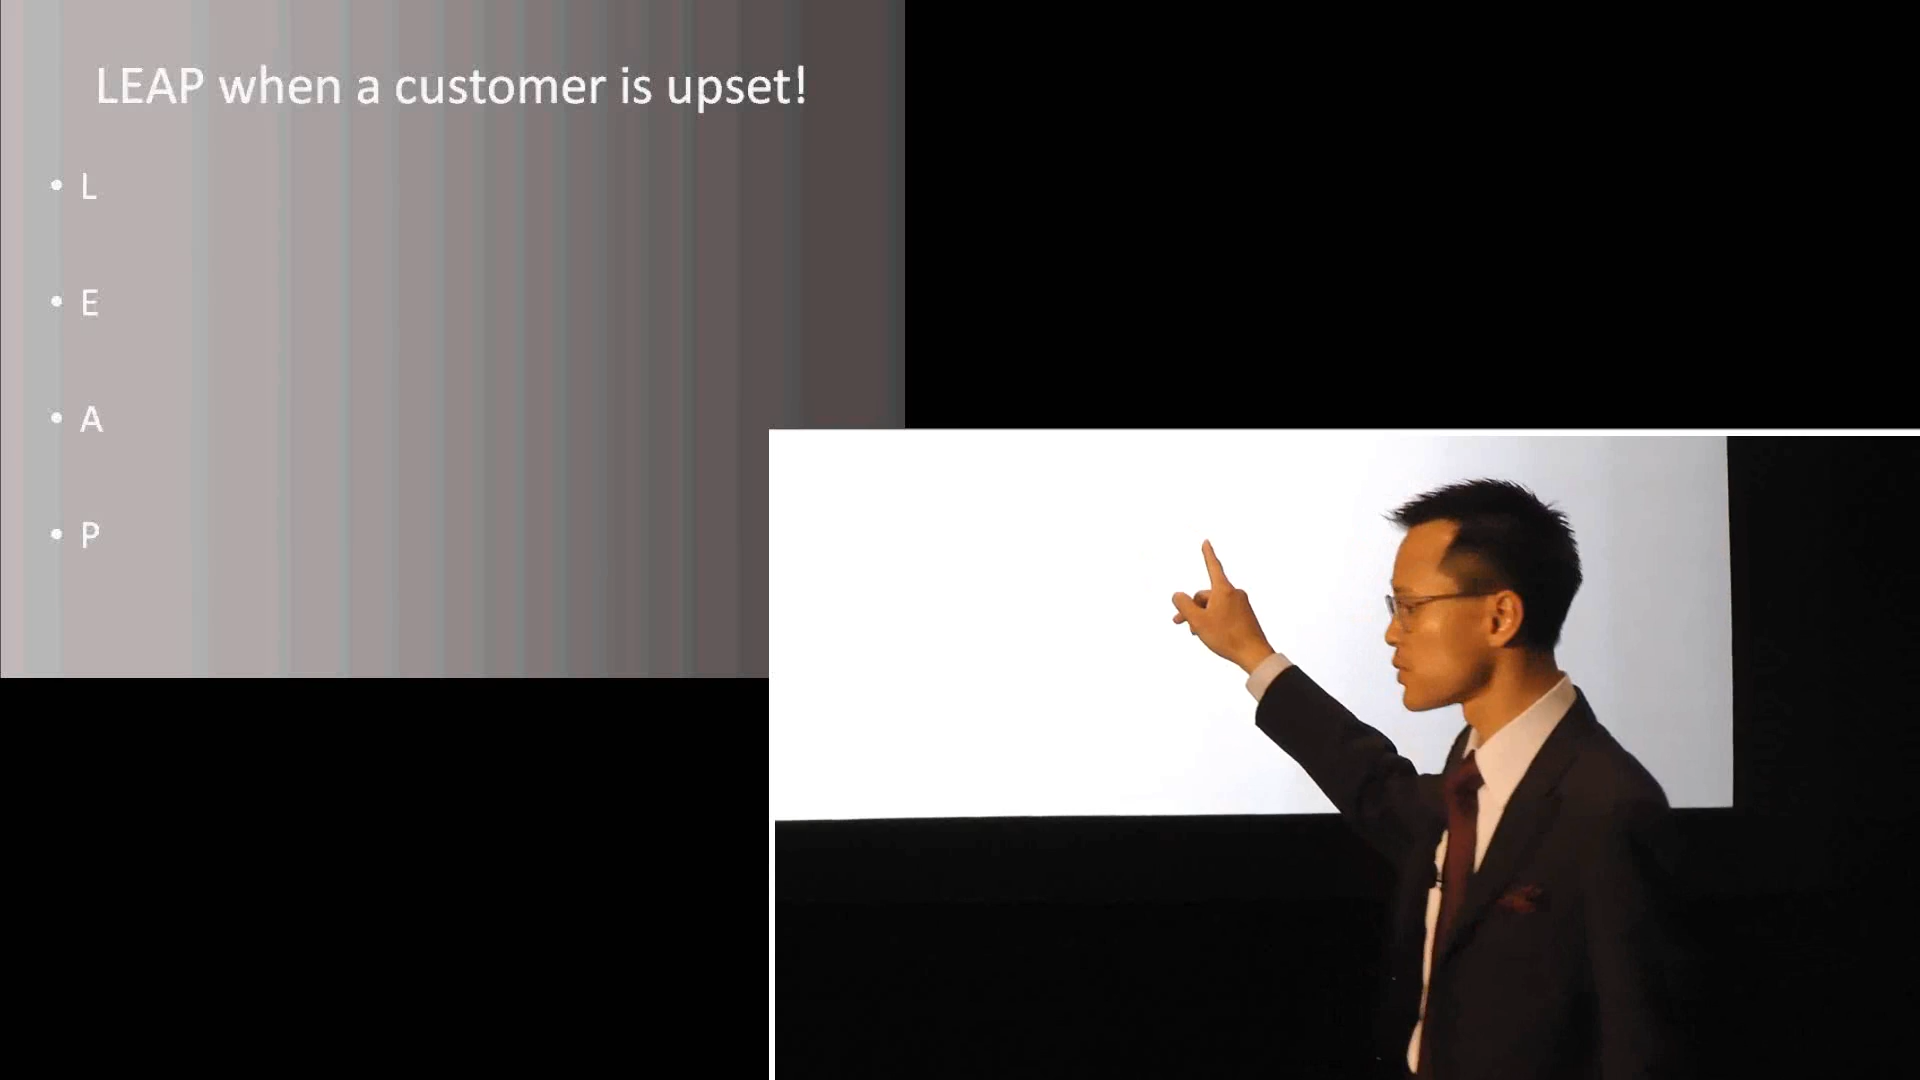 LEAP when a customer is upset!
• L
• E
• A
• P